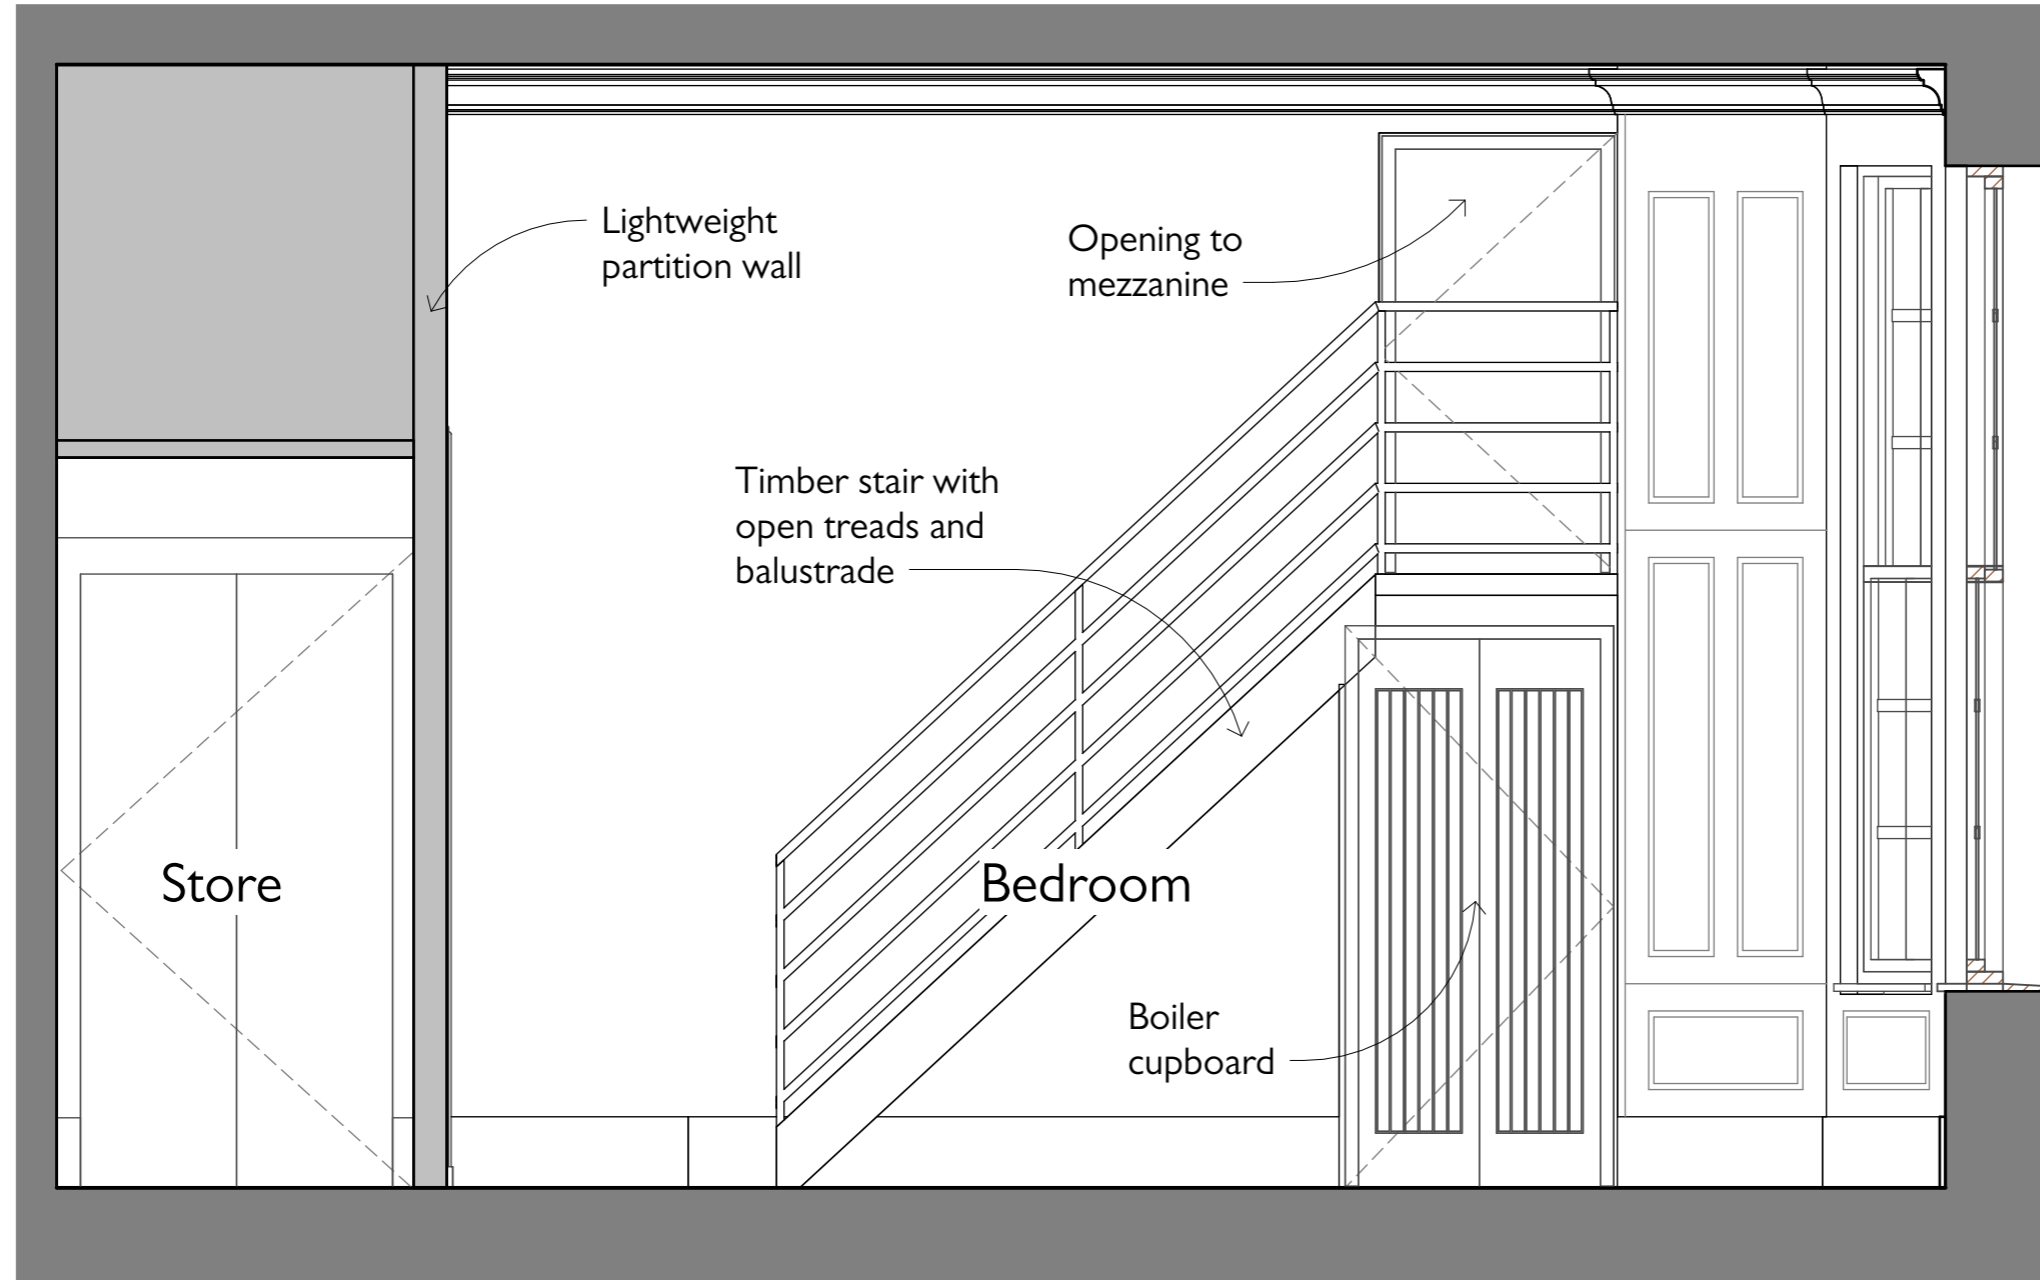 Lightweight
partition wall
Opening to
mezzanine
Timber stair with
open treads and
balustrade
Store
Bedroom
Boiler
cupboard